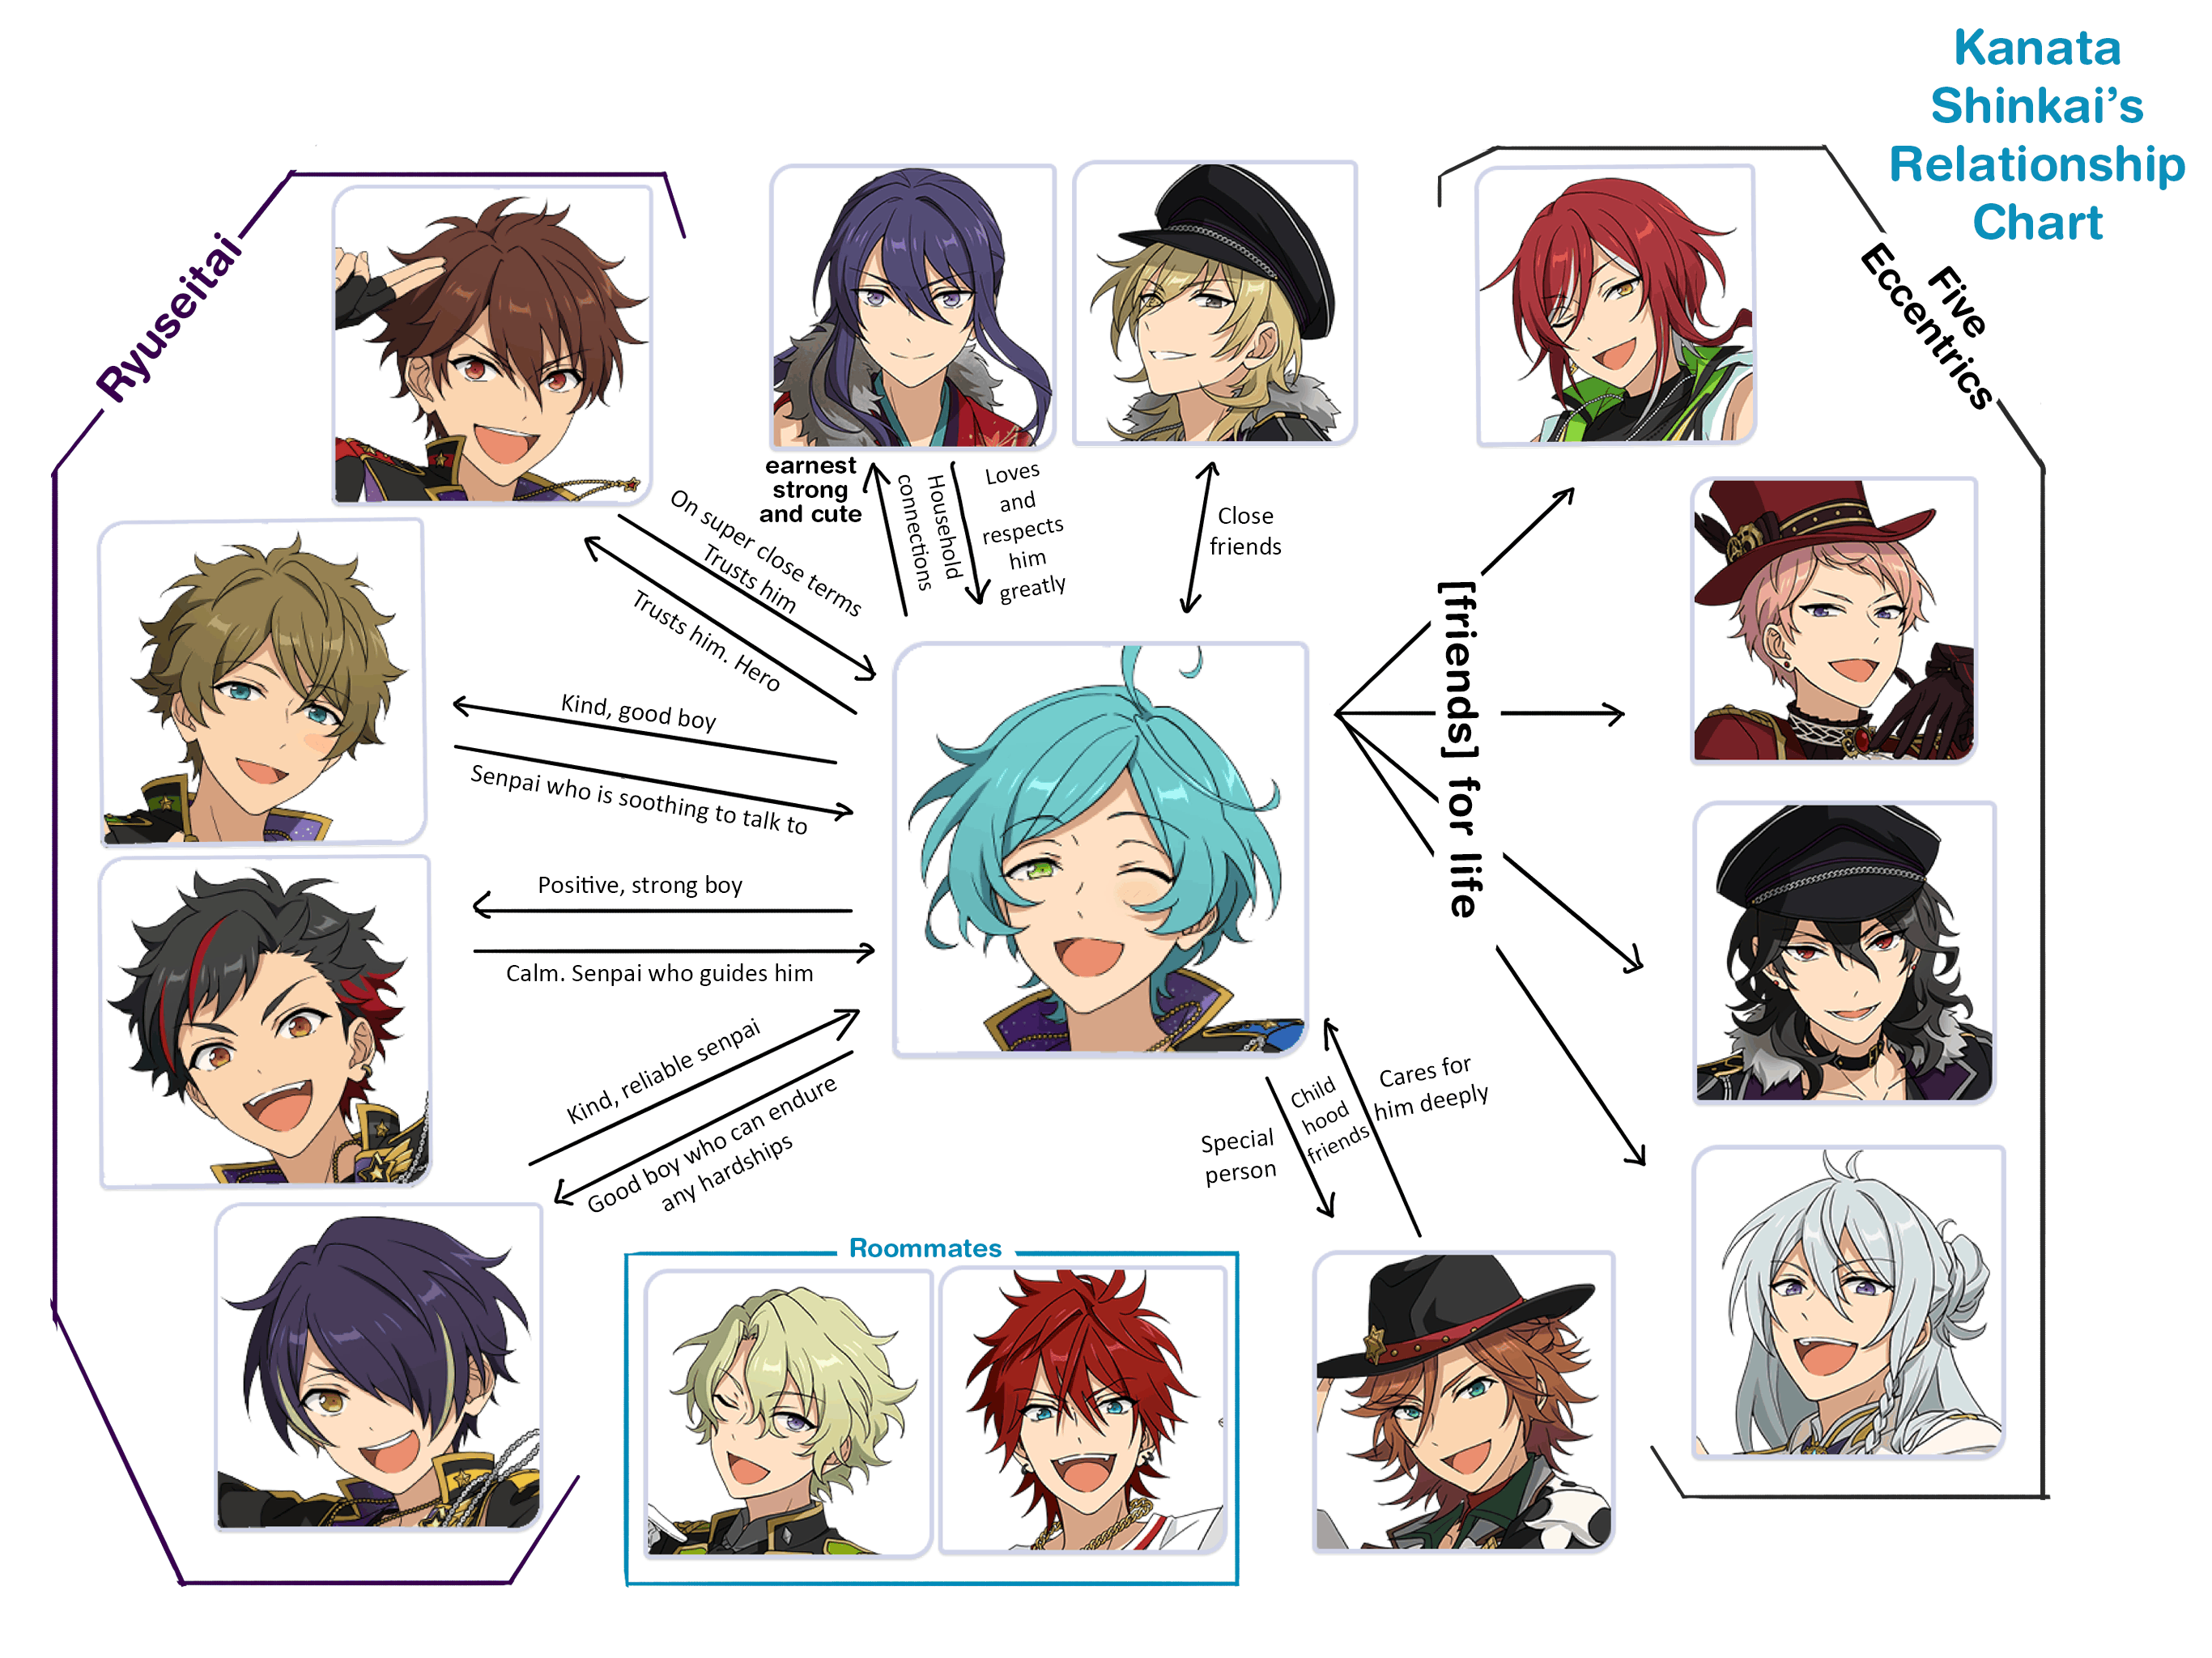 Kanata
Shinkai's
Relationship
Chart
Ryuseitai
Five
Eccentrics
earnest
strong
and cute
Household
connections
Loves
and
respects
him
greatly
Close
friends
On super close terms
Trusts him
Trusts him. Hero
Kind, good boy
Senpai who is soothing to talk to
Positive, strong boy
Calm. Senpai who guides him
Kind, reliable senpai
Good boy who can endure
any hardships
[friends] for life
Special
person
Child
hood
friends
Cares for
him deeply
Roommates